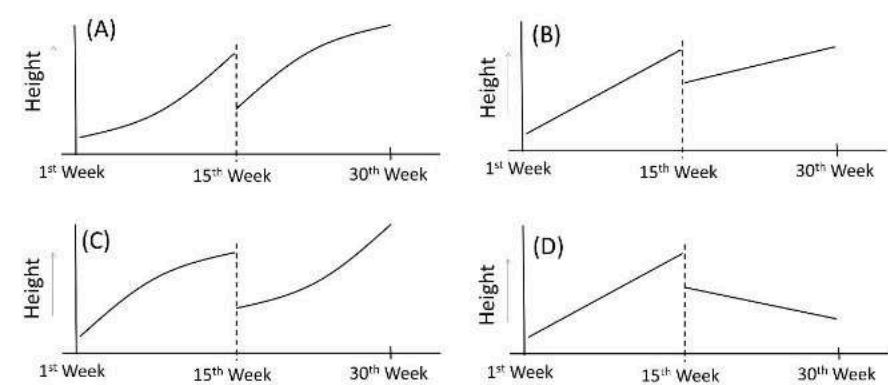 (A)
Height
1st Week
15th Week
30th Week
(B)
Height
1st Week
15th Week
30th Week
(C)
Height
1st Week
15th Week
30th Week
(D)
Height
1st Week
15th Week
30th Week